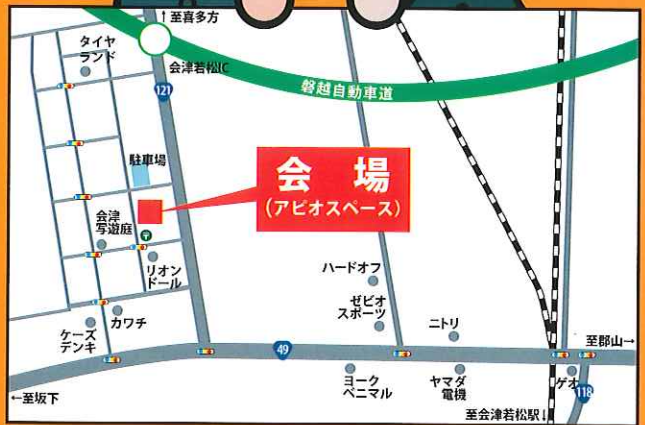 ↑至喜多方
タイヤ
ランド
会津若松IC
磐越自動車道
121
駐車場
会　場
(アピオスペース)
会津
写遊庭
〒
リオン
ドール
ハードオフ
ゼビオ
スポーツ
カワチ
ケーズ
デンキ
ニトリ
至郡山→
49
ヨーク
ベニマル
ヤマダ
電機
ゲオ
118
←至坂下
至会津若松駅↓